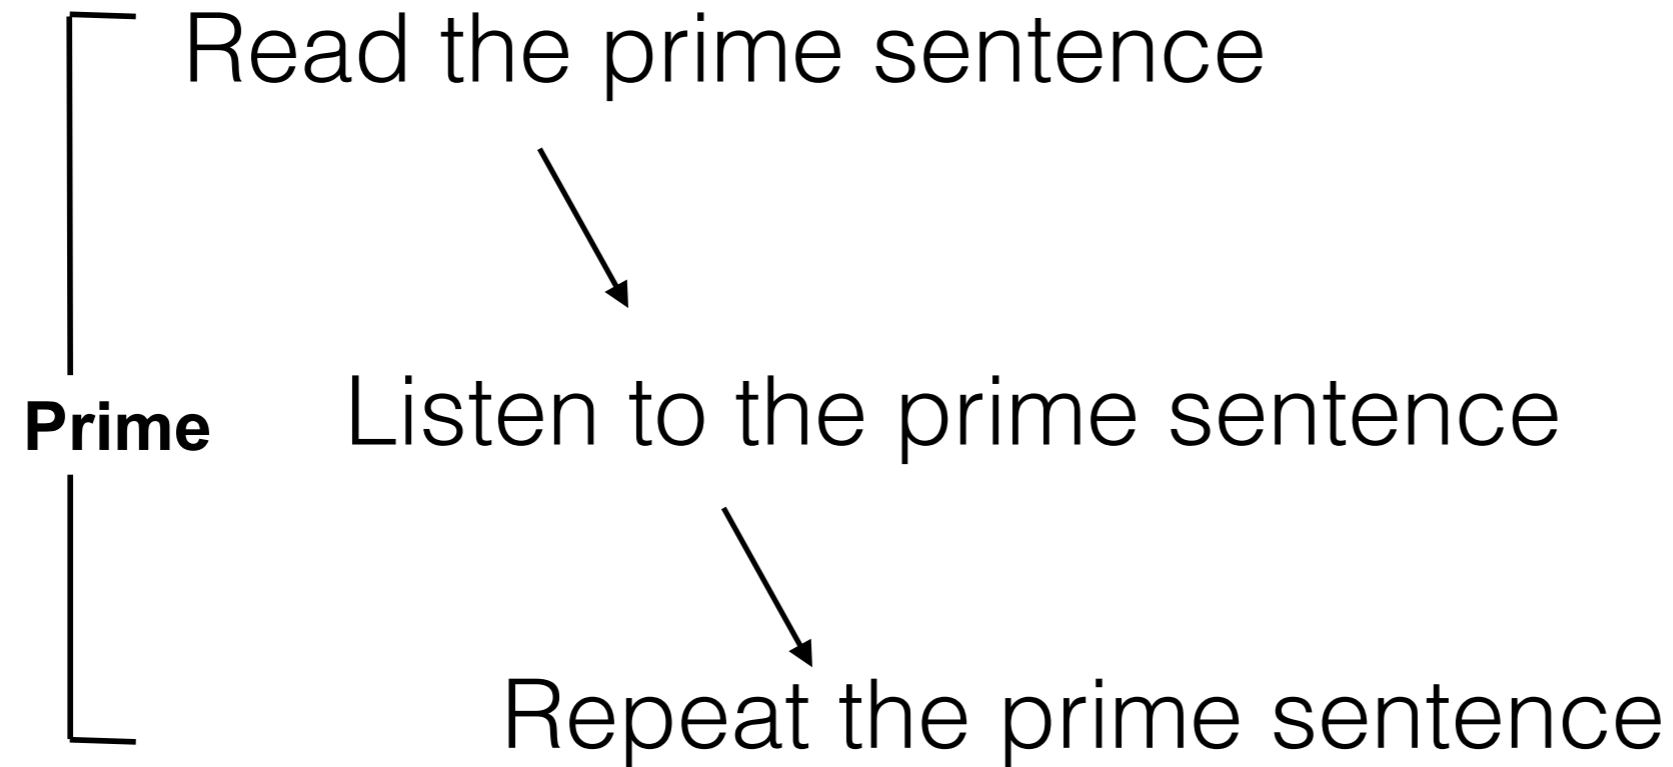 Read the prime sentence
Prime
Listen to the prime sentence
Repeat the prime sentence